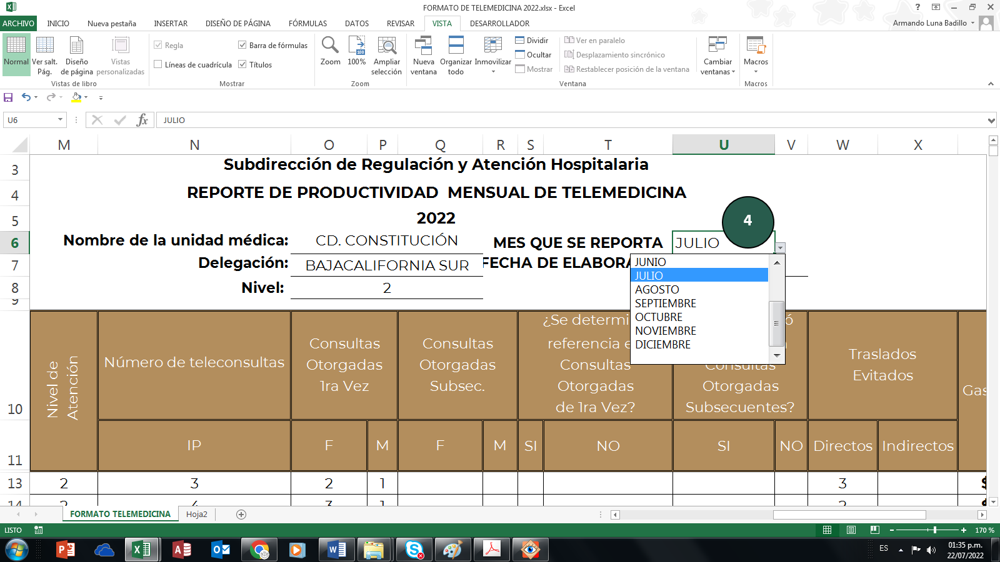 FORMATO DE TELEMEDICINA 2022.xlsx - Excel
ARCHIVO INICIO Nueva pestaña INSERTAR DISEÑO DE PÁGINA FÓRMULAS DATOS REVISAR VISTA DESARROLLADOR Armando Luna Badillo
Normal Ver salt. Pág. Diseño de página Vistas personalizadas
Vistas de libro
Regla Barra de fórmulas
Líneas de cuadrícula Títulos
Mostrar
Zoom 100% Ampliar selección
Zoom
Nueva ventana Organizar todo Inmovilizar
Dividir Ver en paralelo
Ocultar Desplazamiento sincrónico
Mostrar Restablecer posición de la ventana
Cambiar ventanas
Ventana
Macros
Macros
U6 fx JULIO
M N O P Q R S T U V W X
3 Subdirección de Regulación y Atención Hospitalaria
4 REPORTE DE PRODUCTIVIDAD MENSUAL DE TELEMEDICINA
5 2022
4
6 Nombre de la unidad médica: CD. CONSTITUCIÓN MES QUE SE REPORTA JULIO
7 Delegación: BAJACALIFORNIA SUR FECHA DE ELABORA
8 Nivel: 2
9
JUNIO
JULIO
AGOSTO
SEPTIEMBRE
OCTUBRE
NOVIEMBRE
DICIEMBRE
10
Nivel de Atención
Número de teleconsultas
Consultas
Otorgadas
1ra Vez
Consultas
Otorgadas
Subsec.
¿Se determi
referencia e
Consultas
Otorgadas
de 1ra Vez?
ó
Consultas
Otorgadas
Subsecuentes?
Traslados
Evitados
Gas
11 IP F M F M SI NO SI NO Directos Indirectos
13 2 3 2 1 3 $
14 2 4 3 1 2 $
FORMATO TELEMEDICINA Hoja2
LISTO 170 %
ES 01:35 p.m.
22/07/2022